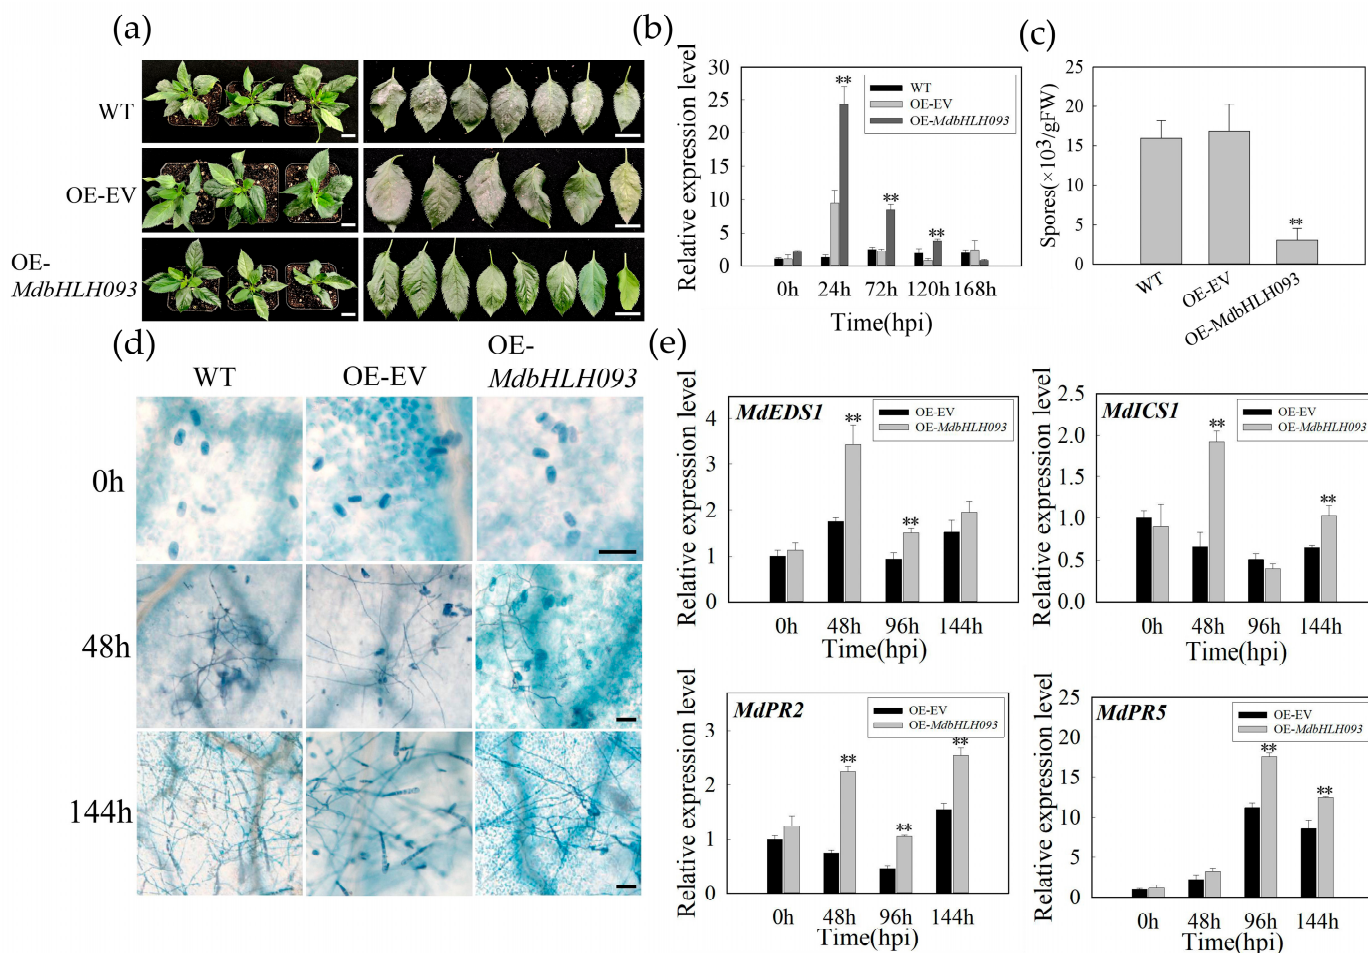 (a)
WT
OE-EV
OE-
MdbHLH093
(b)
Relative expression level
30
25
20
15
10
5
0
WT
OE-EV
OE-MdbHLH093
**
**
**
0h 24h 72h 120h 168h
Time(hpi)
(c)
Spores(×10³/gFW)
25
20
15
10
5
0
**
WT
OE-EV
OE-MdbHLH093
(d)
WT
OE-EV
OE-
MdbHLH093
0h
48h
144h
(e)
MdEDS1
Relative expression level
4
3
2
1
0
OE-EV
OE-MdbHLH093
**
**
0h 48h 96h 144h
Time(hpi)
MdICS1
Relative expression level
2.5
2.0
1.5
1.0
0.5
0.0
OE-EV
OE-MdbHLH093
**
**
0h 48h 96h 144h
Time(hpi)
MdPR2
Relative expression level
3
2
1
0
OE-EV
OE-MdbHLH093
**
**
**
0h 48h 96h 144h
Time(hpi)
MdPR5
Relative expression level
25
20
15
10
5
0
OE-EV
OE-MdbHLH093
**
**
0h 48h 96h 144h
Time(hpi)